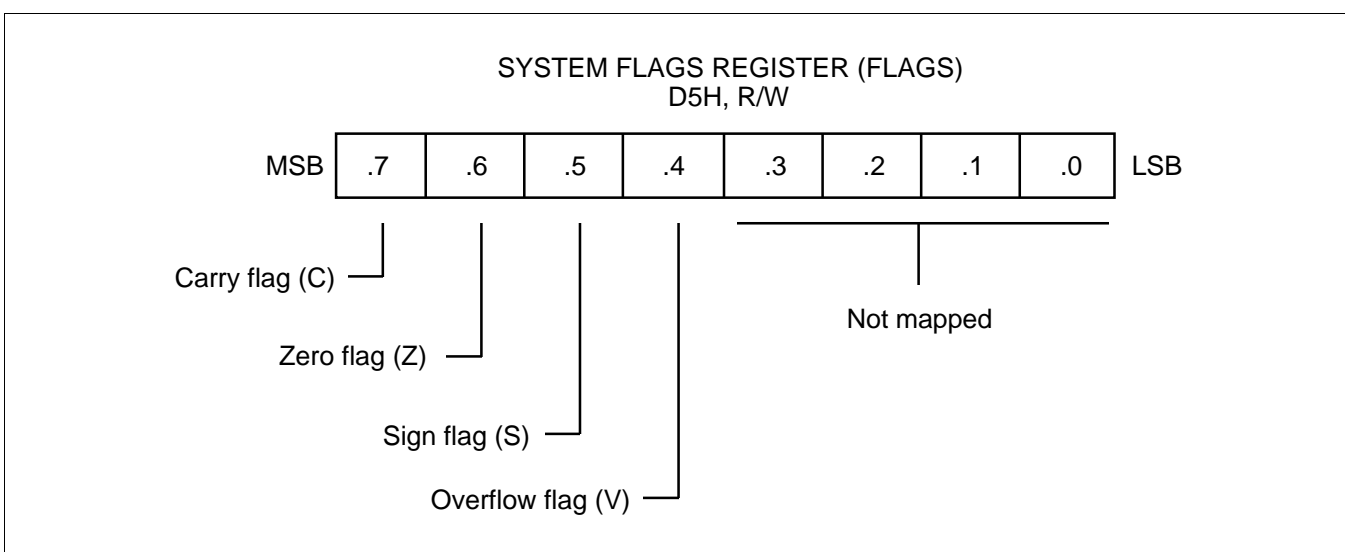 SYSTEM FLAGS REGISTER (FLAGS)
D5H, R/W
MSB .7 .6 .5 .4 .3 .2 .1 .0 LSB
Carry flag (C)
Not mapped
Zero flag (Z)
Sign flag (S)
Overflow flag (V)